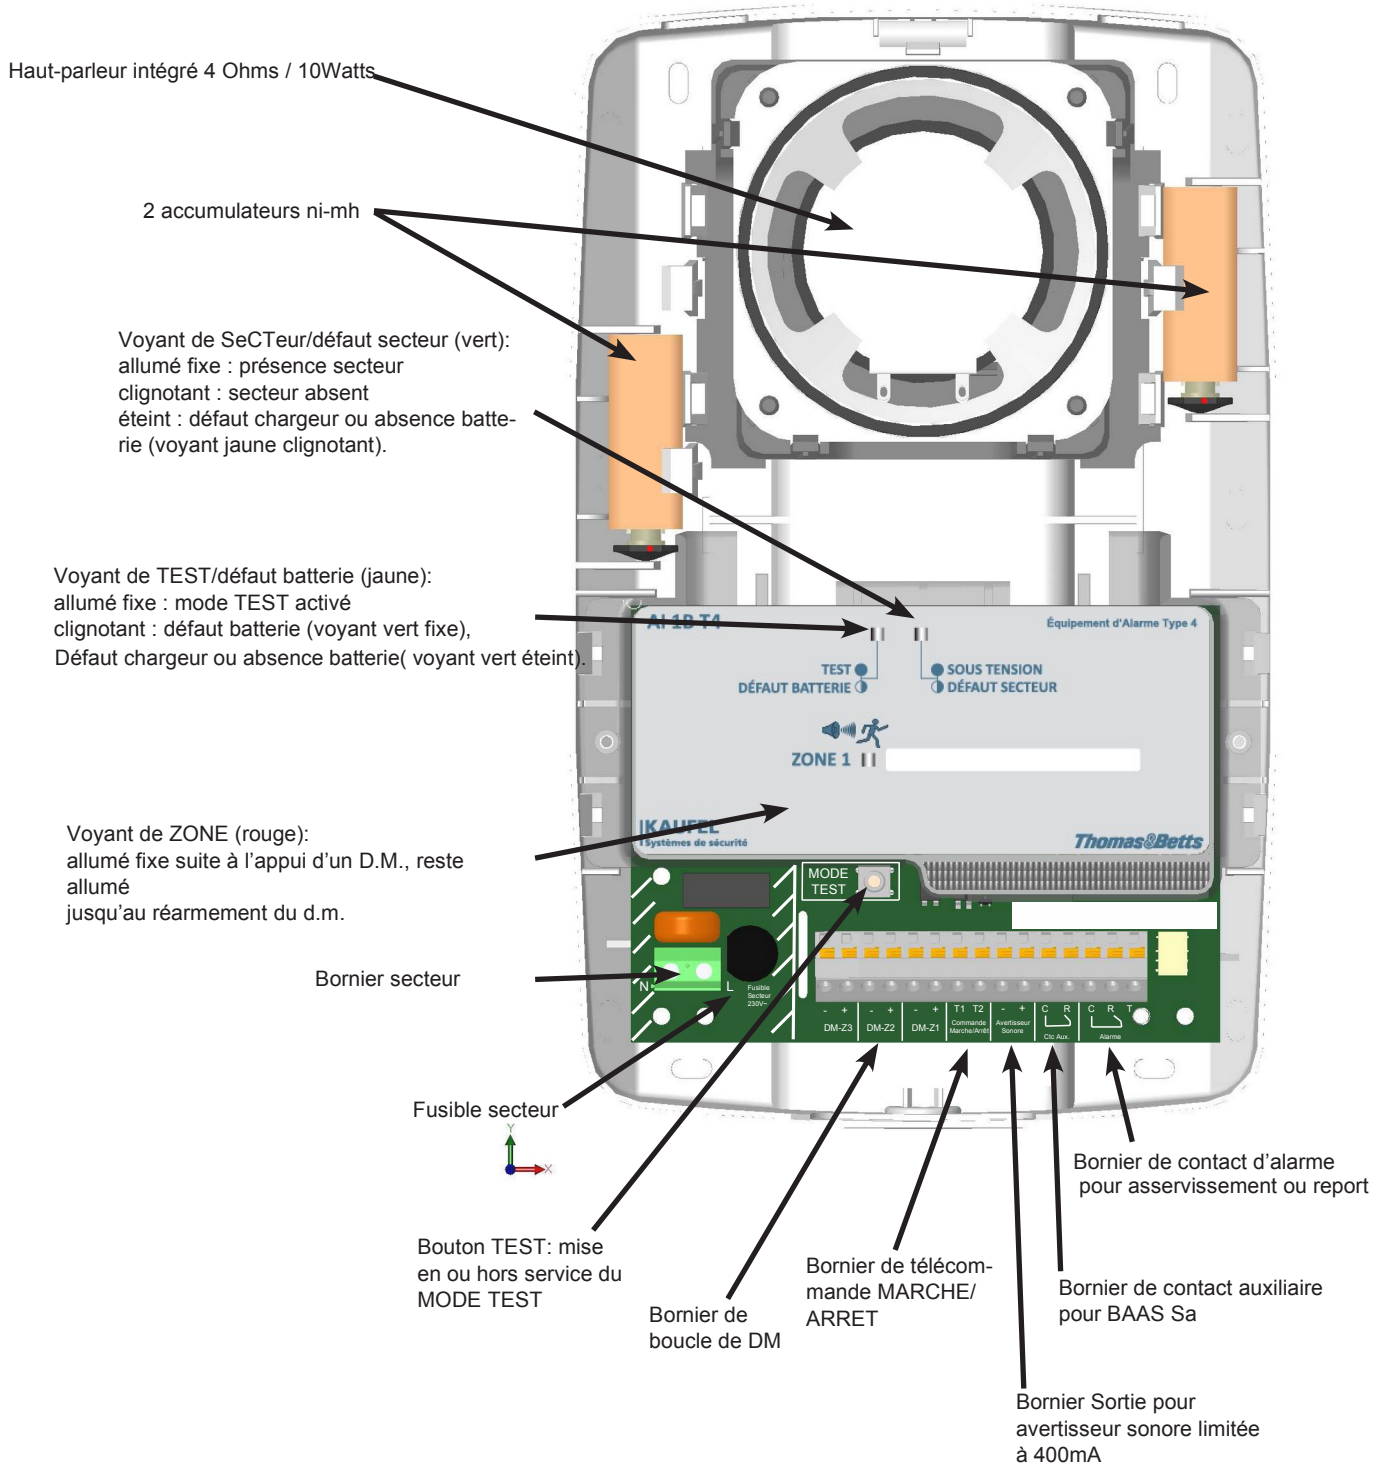 Haut-parleur intégré 4 Ohms / 10Watts
2 accumulateurs ni-mh
Voyant de SeCTeur/défaut secteur (vert):
allumé fixe : présence secteur
clignotant : secteur absent
éteint : défaut chargeur ou absence batte-
rie (voyant jaune clignotant).
Voyant de TEST/défaut batterie (jaune):
allumé fixe : mode TEST activé
clignotant : défaut batterie (voyant vert fixe),
Défaut chargeur ou absence batterie( voyant vert éteint).
AI 1B T4
Équipement d'Alarme Type 4
TEST
DÉFAUT BATTERIE
SOUS TENSION
DÉFAUT SECTEUR
ZONE 1
KAUFEL
Systèmes de sécurité
Thomas&Betts
Voyant de ZONE (rouge):
allumé fixe suite à l'appui d'un D.M., reste
allumé
jusqu'au réarmement du d.m.
MODE
TEST
Bornier secteur
N
L
Fusible
Secteur
230V~
- + - + - + T1 T2 - + C R C R T
DM-Z3 DM-Z2 DM-Z1
Commande
Marche/Arrêt
Avertisseur
Sonore
Ctc Aux.
Alarme
Fusible secteur
Y
X
Bornier de contact d'alarme
pour asservissement ou report
Bouton TEST: mise
en ou hors service du
MODE TEST
Bornier de télécom-
mande MARCHE/
ARRET
Bornier de contact auxiliaire
pour BAAS Sa
Bornier de
boucle de DM
Bornier Sortie pour
avertisseur sonore limitée
à 400mA